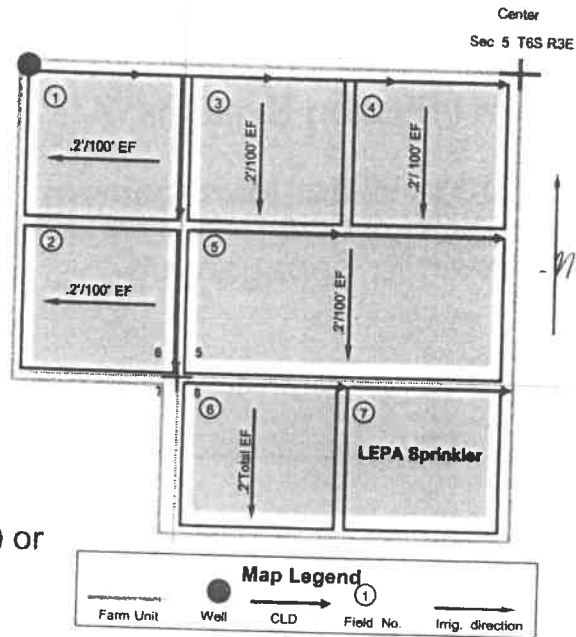 Center
Sec 5 T6S R3E
1
3
4
.2'/100' EF
.2'/100' EF
.2'/ 100' EF
2
5
.2'/100' EF
.2'/100' EF
6 5
7 8
6
7
.2'Total EF
LEPA Sprinkler
N
) or
Map Legend
1
Farm Unit Well CLD Field No. Irrig. direction